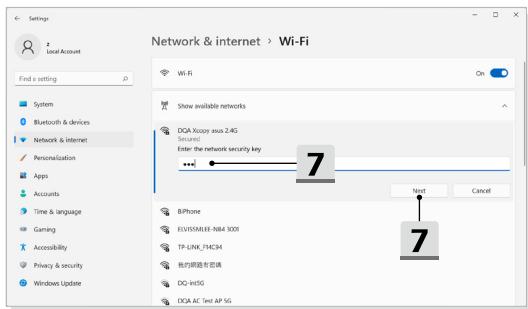 Settings
z
Local Account
Find a setting
System
Bluetooth & devices
Network & internet
Personalization
Apps
Accounts
Time & language
Gaming
Accessibility
Privacy & security
Windows Update
Network & internet > Wi-Fi
Wi-Fi
On
Show available networks
DQA Xcopy asus 2.4G
Secured
Enter the network security key
•••
7
Next
Cancel
7
BiPhone
ELVISSMLEE-NB4 3001
TP-LINK_F14C94
我的網路有密碼
DQ-int5G
DQA AC Test AP 5G